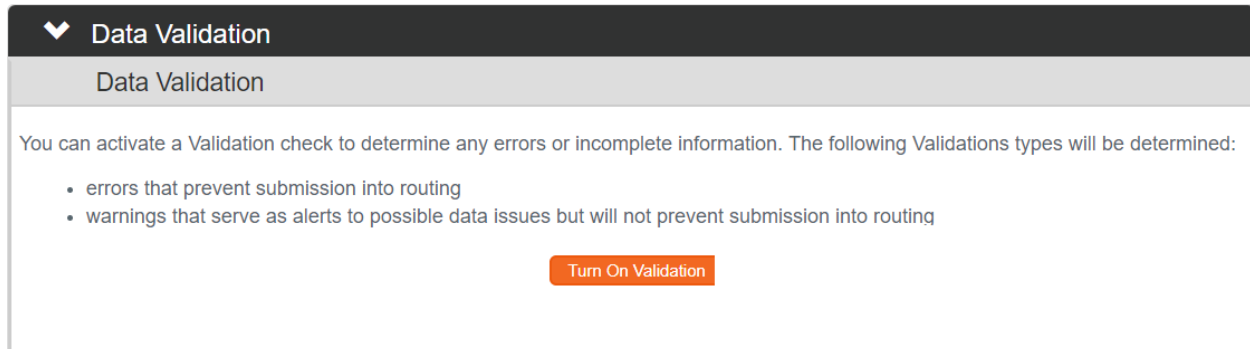 Data Validation
Data Validation
You can activate a Validation check to determine any errors or incomplete information. The following Validations types will be determined:
errors that prevent submission into routing
warnings that serve as alerts to possible data issues but will not prevent submission into routing
Turn On Validation